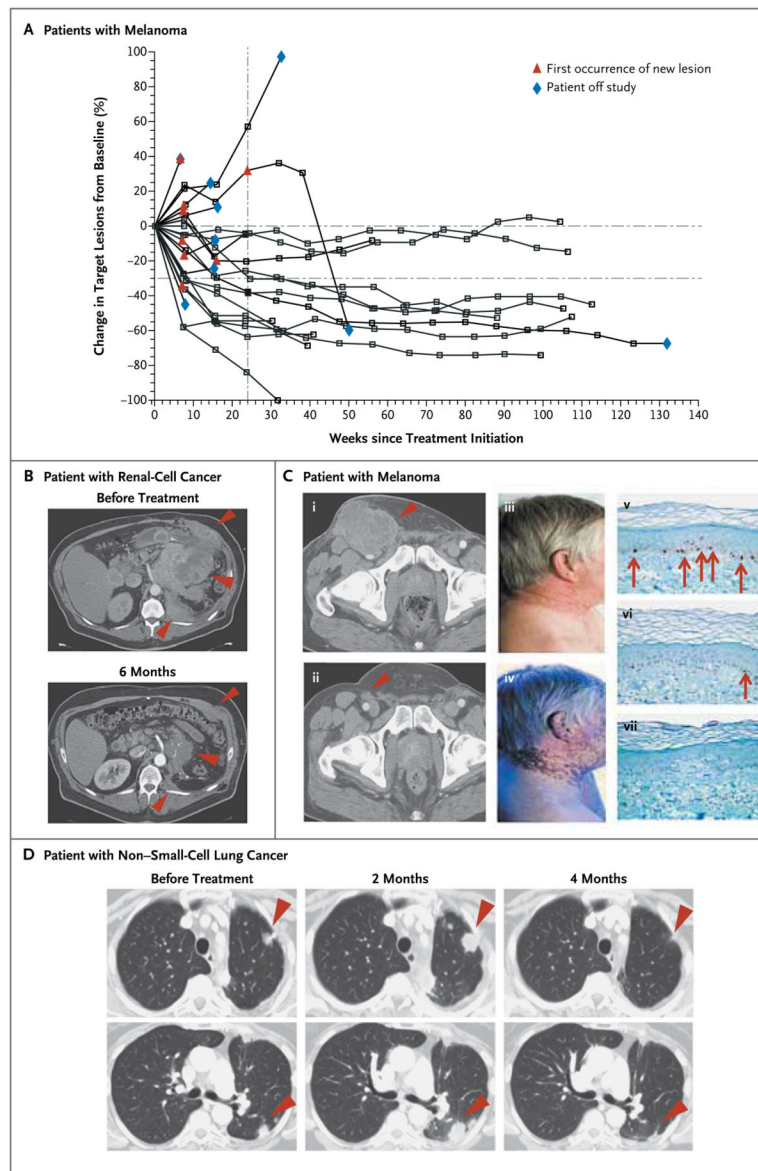 A Patients with Melanoma
Change in Target Lesions from Baseline (%)
100
80
60
40
20
0
−20
−40
−60
−80
−100
0 10 20 30 40 50 60 70 80 90 100 110 120 130 140
Weeks since Treatment Initiation
First occurrence of new lesion
Patient off study
B Patient with Renal-Cell Cancer
Before Treatment
6 Months
C Patient with Melanoma
i
ii
iii
iv
v
vi
vii
D Patient with Non–Small-Cell Lung Cancer
Before Treatment
2 Months
4 Months